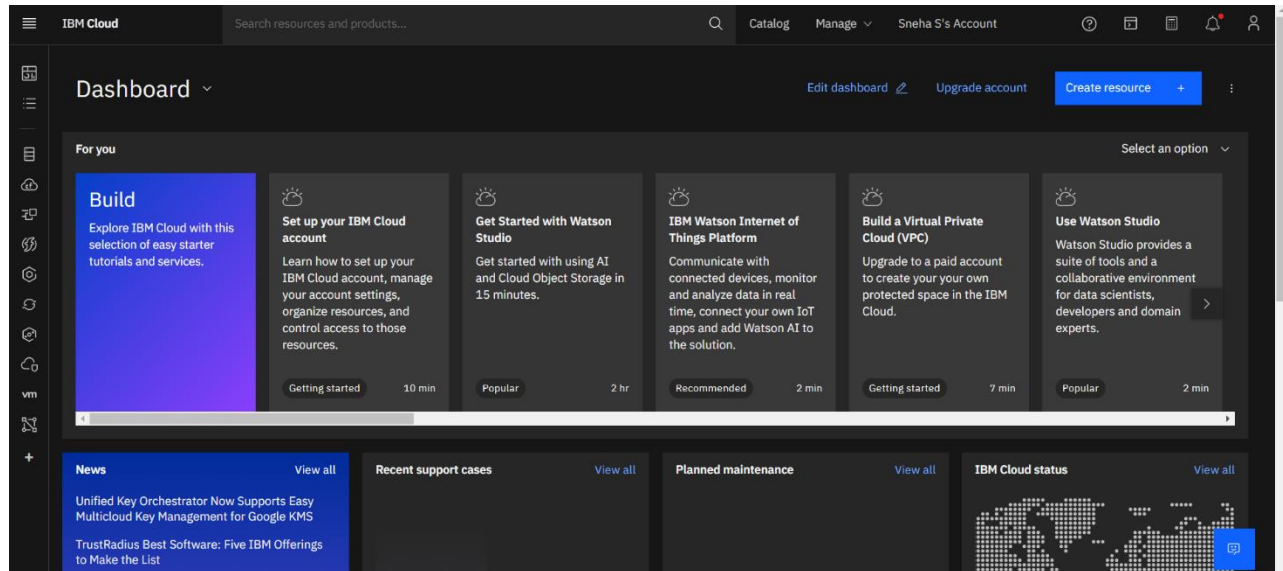 IBM Cloud
Search resources and products...
Catalog
Manage
Sneha S's Account
Dashboard
Edit dashboard
Upgrade account
Create resource +
For you
Select an option
Build
Explore IBM Cloud with this
selection of easy starter
tutorials and services.
Set up your IBM Cloud
account
Learn how to set up your
IBM Cloud account, manage
your account settings,
organize resources, and
control access to those
resources.
Getting started
10 min
Get Started with Watson
Studio
Get started with using AI
and Cloud Object Storage in
15 minutes.
Popular
2 hr
IBM Watson Internet of
Things Platform
Communicate with
connected devices, monitor
and analyze data in real
time, connect your own IoT
apps and add Watson AI to
the solution.
Recommended
2 min
Build a Virtual Private
Cloud (VPC)
Upgrade to a paid account
to create your your own
protected space in the IBM
Cloud.
Getting started
7 min
Use Watson Studio
Watson Studio provides a
suite of tools and a
collaborative environment
for data scientists,
developers and domain
experts.
Popular
2 min
vm
News
View all
Unified Key Orchestrator Now Supports Easy
Multicloud Key Management for Google KMS
TrustRadius Best Software: Five IBM Offerings
to Make the List
Recent support cases
View all
Planned maintenance
View all
IBM Cloud status
View all